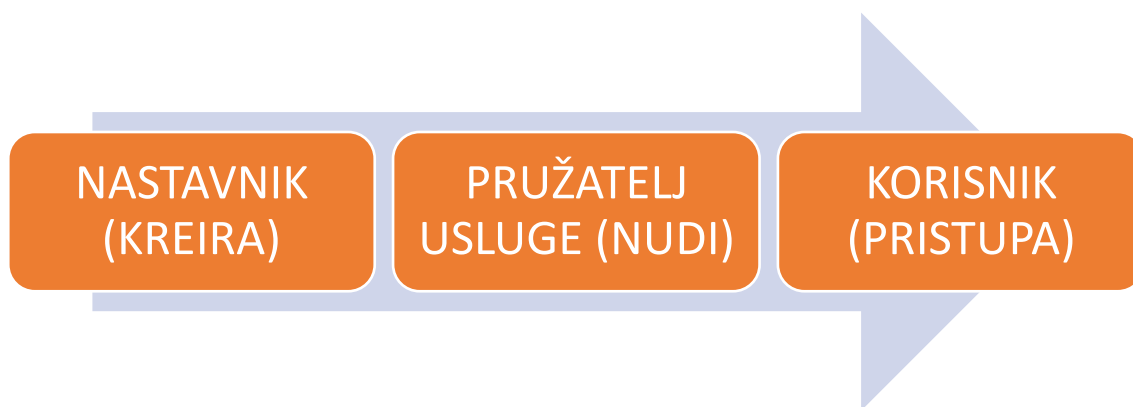 NASTAVNIK
(KREIRA)
PRUŽATELJ
USLUGE (NUDI)
KORISNIK
(PRISTUPA)